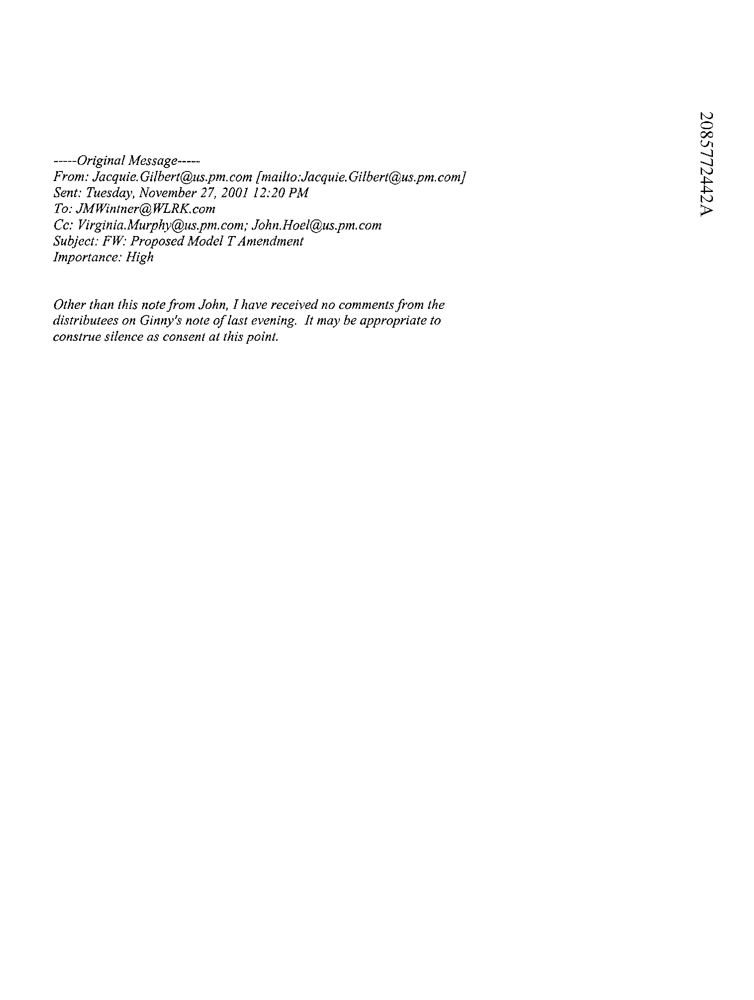 -----Original Message-----
From: Jacquie.Gilbert@us.pm.com [mailto:Jacquie.Gilbert@us.pm.com]
Sent: Tuesday, November 27, 2001 12:20 PM
To: JMWintner@WLRK.com
Cc: Virginia.Murphy@us.pm.com; John.Hoel@us.pm.com
Subject: FW: Proposed Model T Amendment
Importance: High
Other than this note from John, I have received no comments from the
distributees on Ginny's note of last evening. It may be appropriate to
construe silence as consent at this point.
2085772442A